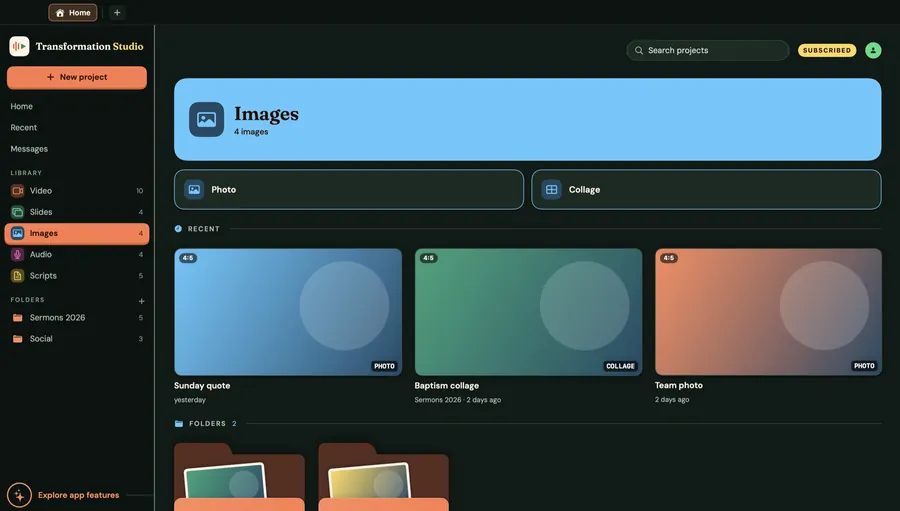 Home
Transformation Studio
New project
Home
Recent
Messages
LIBRARY
Video 10
Slides 4
Images 4
Audio 4
Scripts 5
FOLDERS
Sermons 2026 5
Social 3
Explore app features
Search projects
SUBSCRIBED
Images
4 images
Photo
Collage
RECENT
4:5
PHOTO
Sunday quote
yesterday
4:5
COLLAGE
Baptism collage
Sermons 2026 · 2 days ago
4:5
PHOTO
Team photo
2 days ago
FOLDERS 2